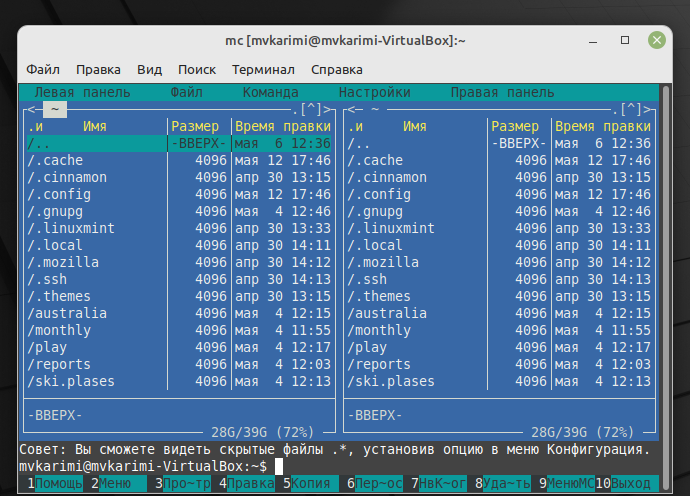 mc [mvkarimi@mvkarimi-VirtualBox]:~
Файл Правка Вид Поиск Терминал Справка
Левая панель Файл Команда Настройки Правая панель
<─ ~ ─.[^]> <─ ~ ─.[^]>
.и Имя Размер Время правки .и Имя Размер Время правки
/.. -ВВЕРХ- мая 6 12:36 /.. -ВВЕРХ- мая 6 12:36
/.cache 4096 мая 12 17:46 /.cache 4096 мая 12 17:46
/.cinnamon 4096 апр 30 13:15 /.cinnamon 4096 апр 30 13:15
/.config 4096 мая 12 17:46 /.config 4096 мая 12 17:46
/.gnupg 4096 мая 4 12:46 /.gnupg 4096 мая 4 12:46
/.linuxmint 4096 апр 30 13:33 /.linuxmint 4096 апр 30 13:33
/.local 4096 апр 30 14:11 /.local 4096 апр 30 14:11
/.mozilla 4096 апр 30 14:12 /.mozilla 4096 апр 30 14:12
/.ssh 4096 апр 30 14:13 /.ssh 4096 апр 30 14:13
/.themes 4096 апр 30 13:15 /.themes 4096 апр 30 13:15
/australia 4096 мая 4 12:15 /australia 4096 мая 4 12:15
/monthly 4096 мая 4 11:55 /monthly 4096 мая 4 11:55
/play 4096 мая 4 12:17 /play 4096 мая 4 12:17
/reports 4096 мая 4 12:03 /reports 4096 мая 4 12:03
/ski.plases 4096 мая 4 12:13 /ski.plases 4096 мая 4 12:13
-ВВЕРХ- -ВВЕРХ-
28G/39G (72%) 28G/39G (72%)
Совет: Вы сможете видеть скрытые файлы .*, установив опцию в меню Конфигурация.
mvkarimi@mvkarimi-VirtualBox:~$
1Помощь 2Меню 3Про~тр 4Правка 5Копия 6Пер~ос 7НвК~ог 8Уда~ть 9МенюМС 10Выход